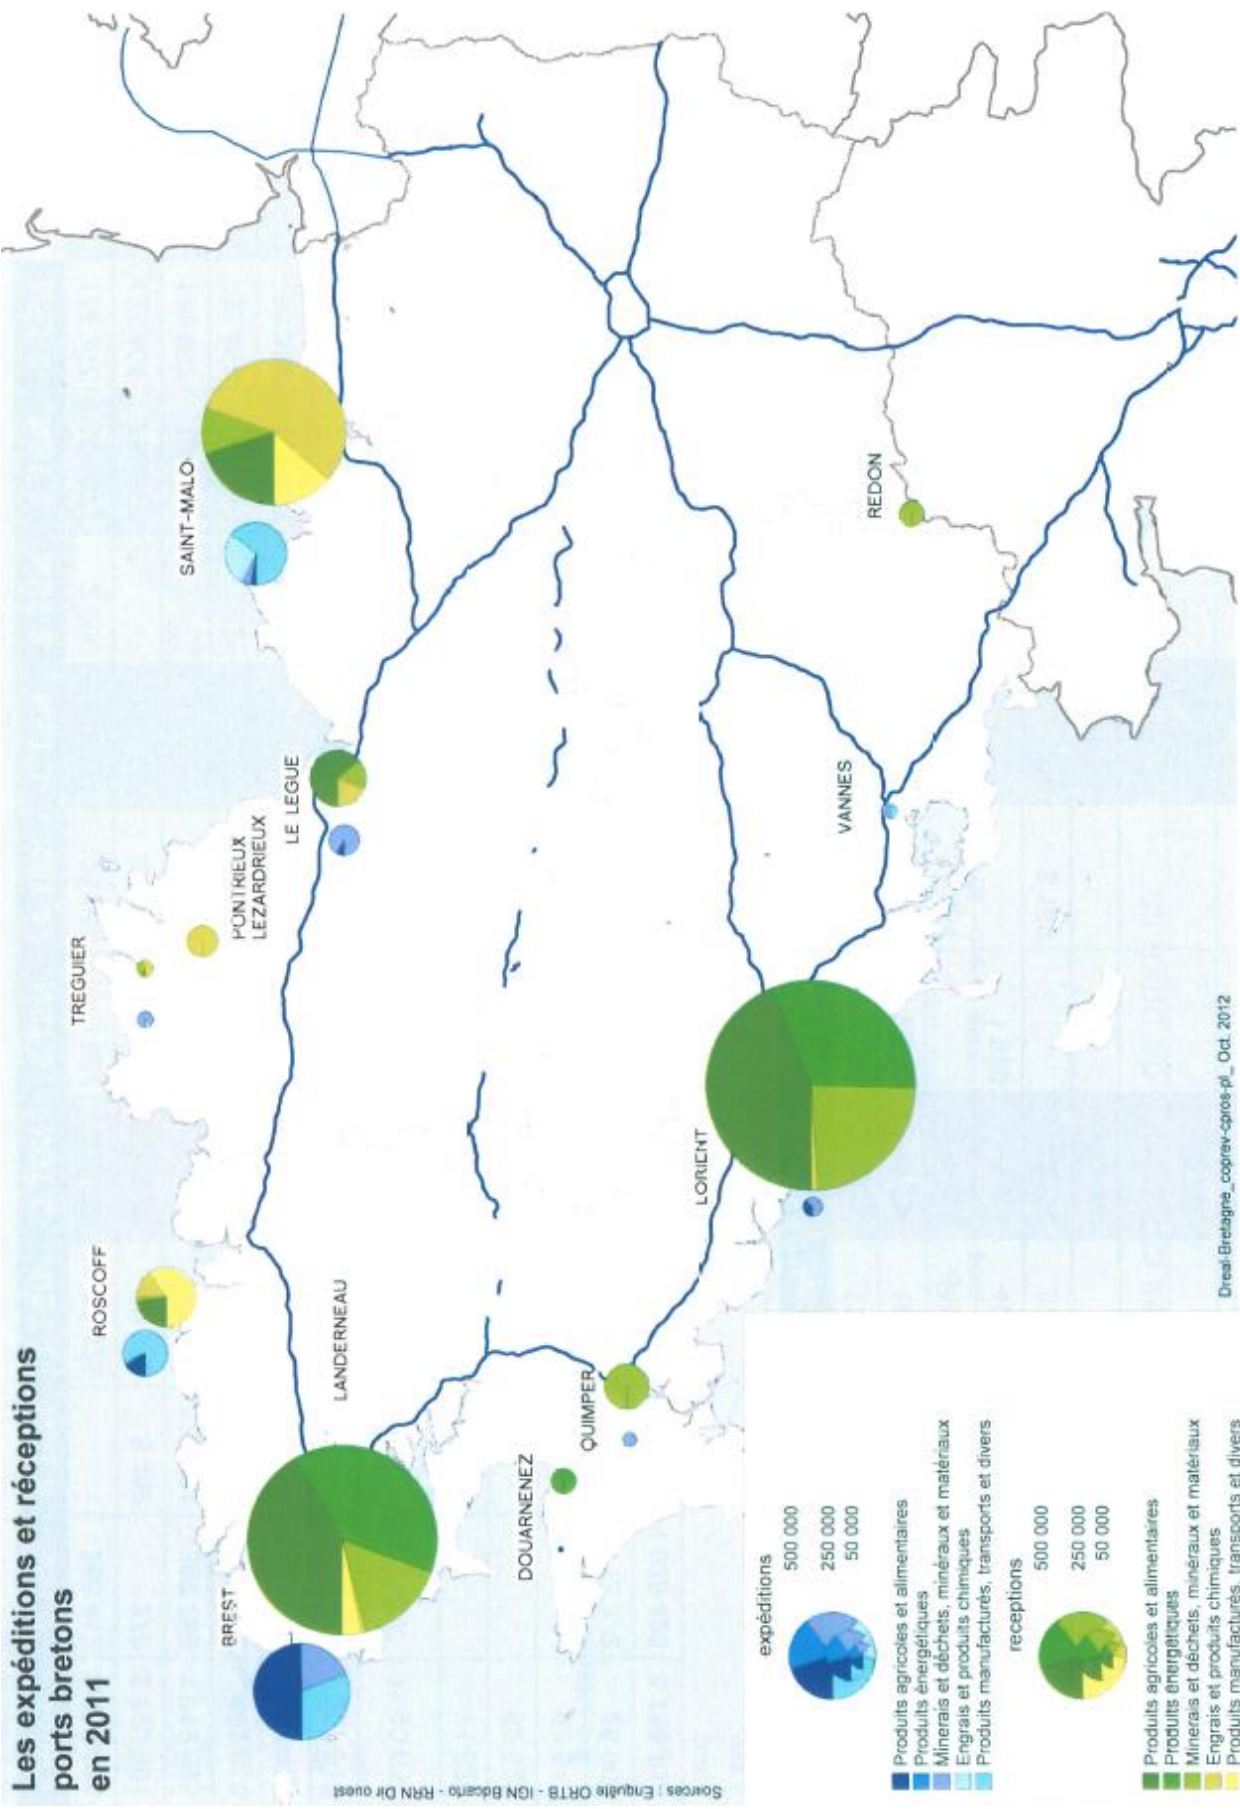 Les expéditions et réceptions
ports bretons
en 2011
SAINT-MALO
TREGUIER
PONTRIEUX
LEZARDRIEUX
LE LEGUE
ROSCOFF
LANDERNEAU
BREST
DOUARNENEZ
QUIMPER
LORIENT
VANNES
REDON
expéditions
500 000
250 000
50 000
Produits agricoles et alimentaires
Produits énergétiques
Minerais et déchets, minéraux et matériaux
Engrais et produits chimiques
Produits manufacturés, transports et divers
receptions
500 000
250 000
50 000
Produits agricoles et alimentaires
Produits énergétiques
Minerais et déchets, minéraux et matériaux
Engrais et produits chimiques
Produits manufacturés, transports et divers
Sources : Enquête ORTB - IGN Bdcarto - RRN Dir ouest
Dreal-Bretagne_coprev-cpros-pl_ Oct. 2012